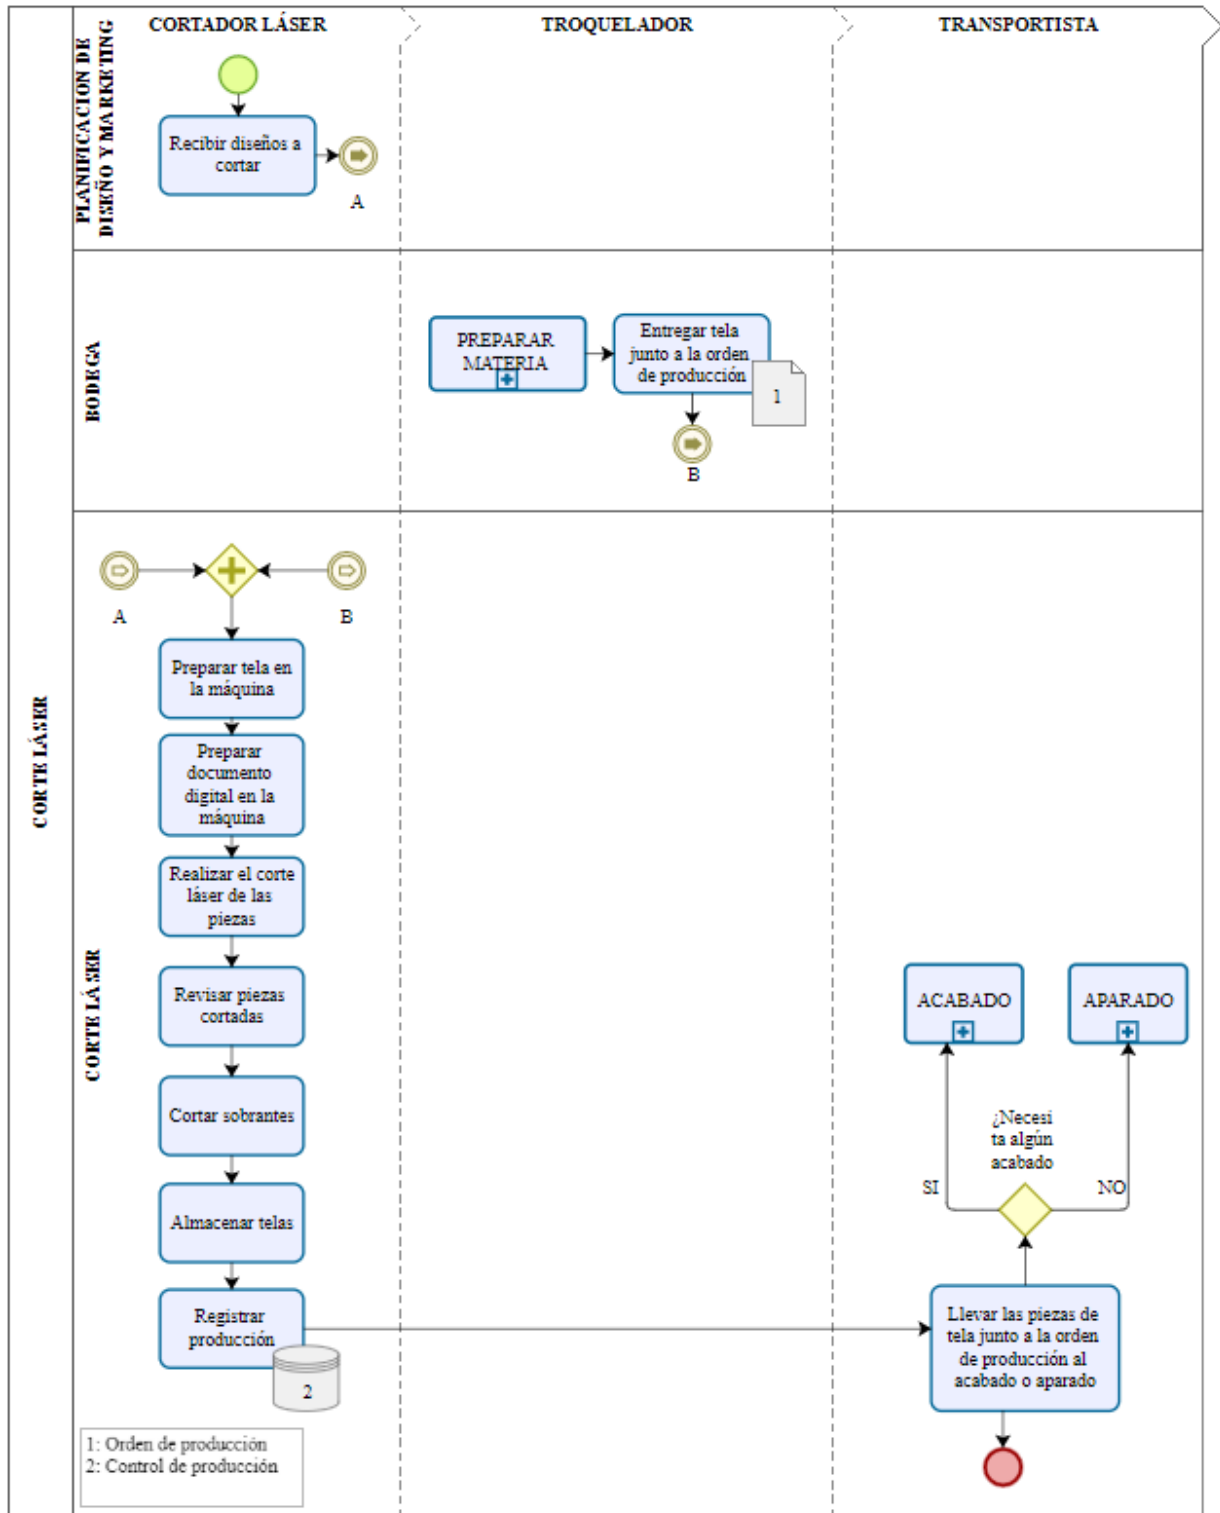 CORTADOR LÁSER
TROQUELADOR
TRANSPORTISTA
PLANIFICACION DE
DISEÑO Y MARKETING
Recibir diseños a
cortar
A
BODEGA
PREPARAR
MATERIA
Entregar tela
junto a la orden
de producción
1
B
CORTE LÁSER
CORTE LÁSER
A
B
Preparar tela en
la máquina
Preparar
documento
digital en la
máquina
Realizar el corte
láser de las
piezas
Revisar piezas
cortadas
Cortar sobrantes
Almacenar telas
Registrar
producción
2
ACABADO
APARADO
¿Necesi
ta algún
acabado
SI
NO
Llevar las piezas de
tela junto a la orden
de producción al
acabado o aparado
1: Orden de producción
2: Control de producción